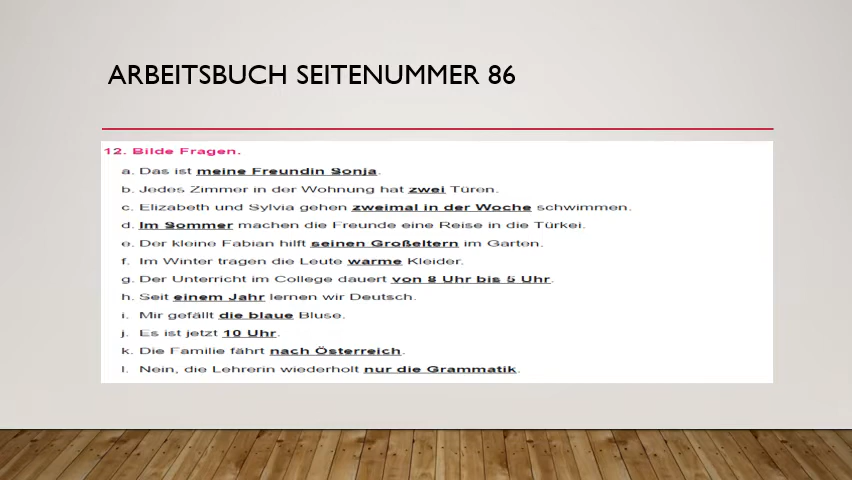 ARBEITSBUCH SEITENUMMER 86
12. Bilde Fragen.
a. Das ist meine Freundin Sonja.
b. Jedes Zimmer in der Wohnung hat zwei Türen.
c. Elizabeth und Sylvia gehen zweimal in der Woche schwimmen.
d. Im Sommer machen die Freunde eine Reise in die Türkei.
e. Der kleine Fabian hilft seinen Großeltern im Garten.
f. Im Winter tragen die Leute warme Kleider.
g. Der Unterricht im College dauert von 8 Uhr bis 5 Uhr.
h. Seit einem Jahr lernen wir Deutsch.
i. Mir gefällt die blaue Bluse.
j. Es ist jetzt 10 Uhr.
k. Die Familie fährt nach Österreich.
l. Nein, die Lehrerin wiederholt nur die Grammatik.